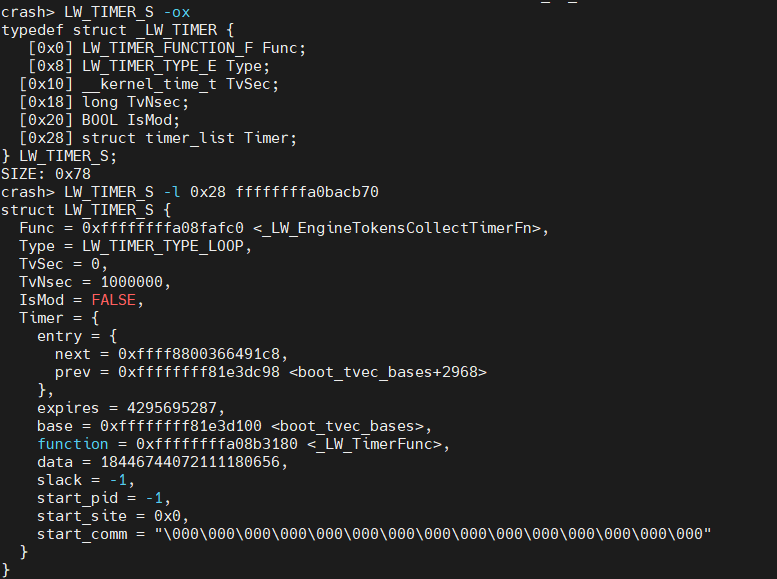 crash> LW_TIMER_S -ox
typedef struct _LW_TIMER {
   [0x0] LW_TIMER_FUNCTION_F Func;
   [0x8] LW_TIMER_TYPE_E Type;
  [0x10] __kernel_time_t TvSec;
  [0x18] long TvNsec;
  [0x20] BOOL IsMod;
  [0x28] struct timer_list Timer;
} LW_TIMER_S;
SIZE: 0x78
crash> LW_TIMER_S -l 0x28 ffffffffa0bacb70
struct LW_TIMER_S {
  Func = 0xffffffffa08fafc0 <_LW_EngineTokensCollectTimerFn>,
  Type = LW_TIMER_TYPE_LOOP,
  TvSec = 0,
  TvNsec = 1000000,
  IsMod = FALSE,
  Timer = {
    entry = {
      next = 0xffff8800366491c8,
      prev = 0xffffffff81e3dc98 <boot_tvec_bases+2968>
    },
    expires = 4295695287,
    base = 0xffffffff81e3d100 <boot_tvec_bases>,
    function = 0xffffffffa08b3180 <_LW_TimerFunc>,
    data = 18446744072111180656,
    slack = -1,
    start_pid = -1,
    start_site = 0x0,
    start_comm = "\000\000\000\000\000\000\000\000\000\000\000\000\000\000\000"
  }
}